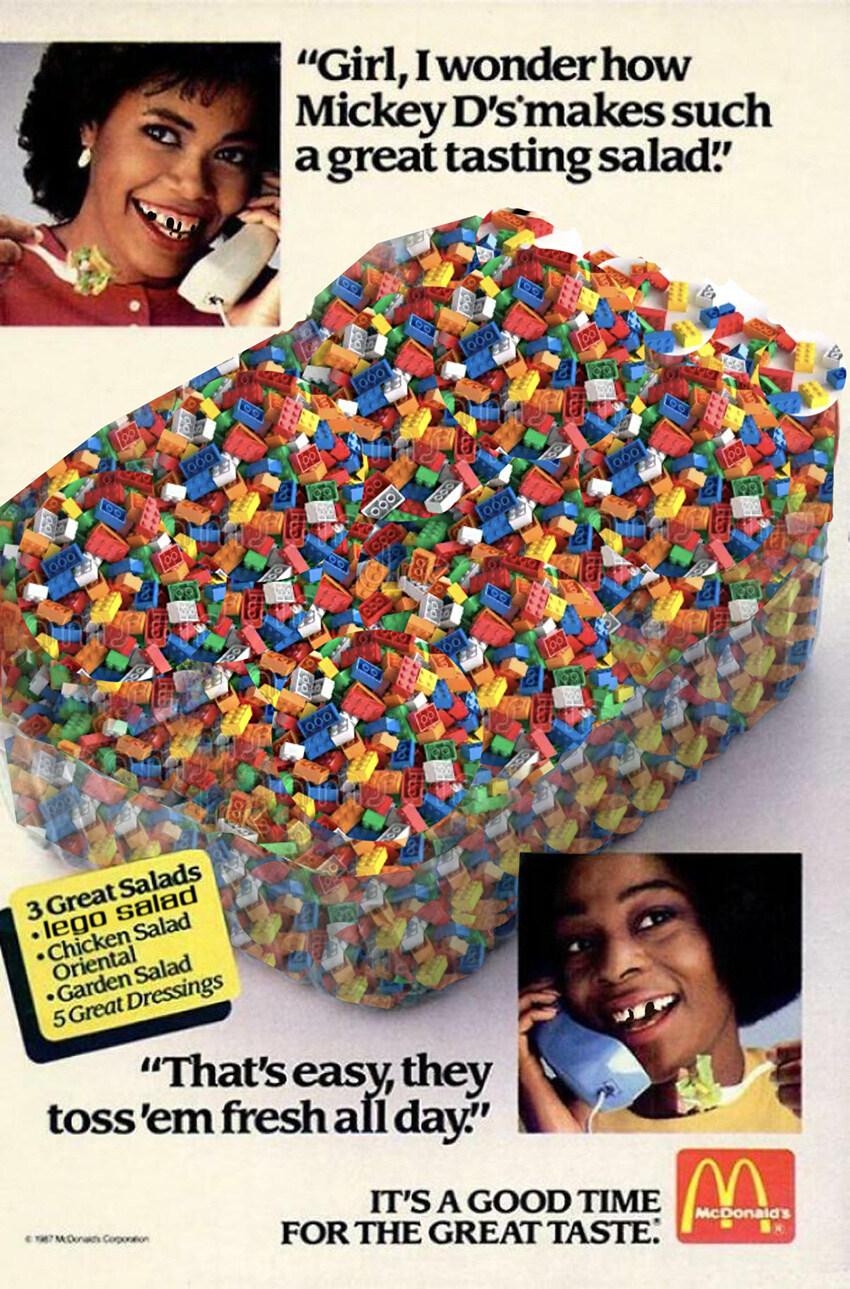 “Girl, I wonder how
Mickey D's makes such
a great tasting salad.”
3 Great Salads
• lego salad
• Chicken Salad
Oriental
• Garden Salad
5 Great Dressings
“That's easy, they
toss 'em fresh all day.”
IT'S A GOOD TIME
FOR THE GREAT TASTE.®
McDonald's
®
© 1987 McDonald's Corporation